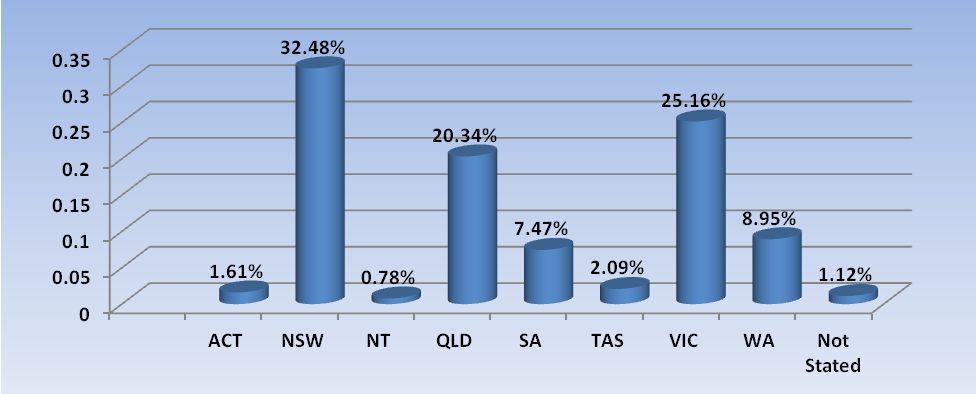 0.35
0.3
0.25
0.2
0.15
0.1
0.05
0
1.61%
32.48%
0.78%
20.34%
7.47%
2.09%
25.16%
8.95%
1.12%
ACT
NSW
NT
QLD
SA
TAS
VIC
WA
Not
Stated